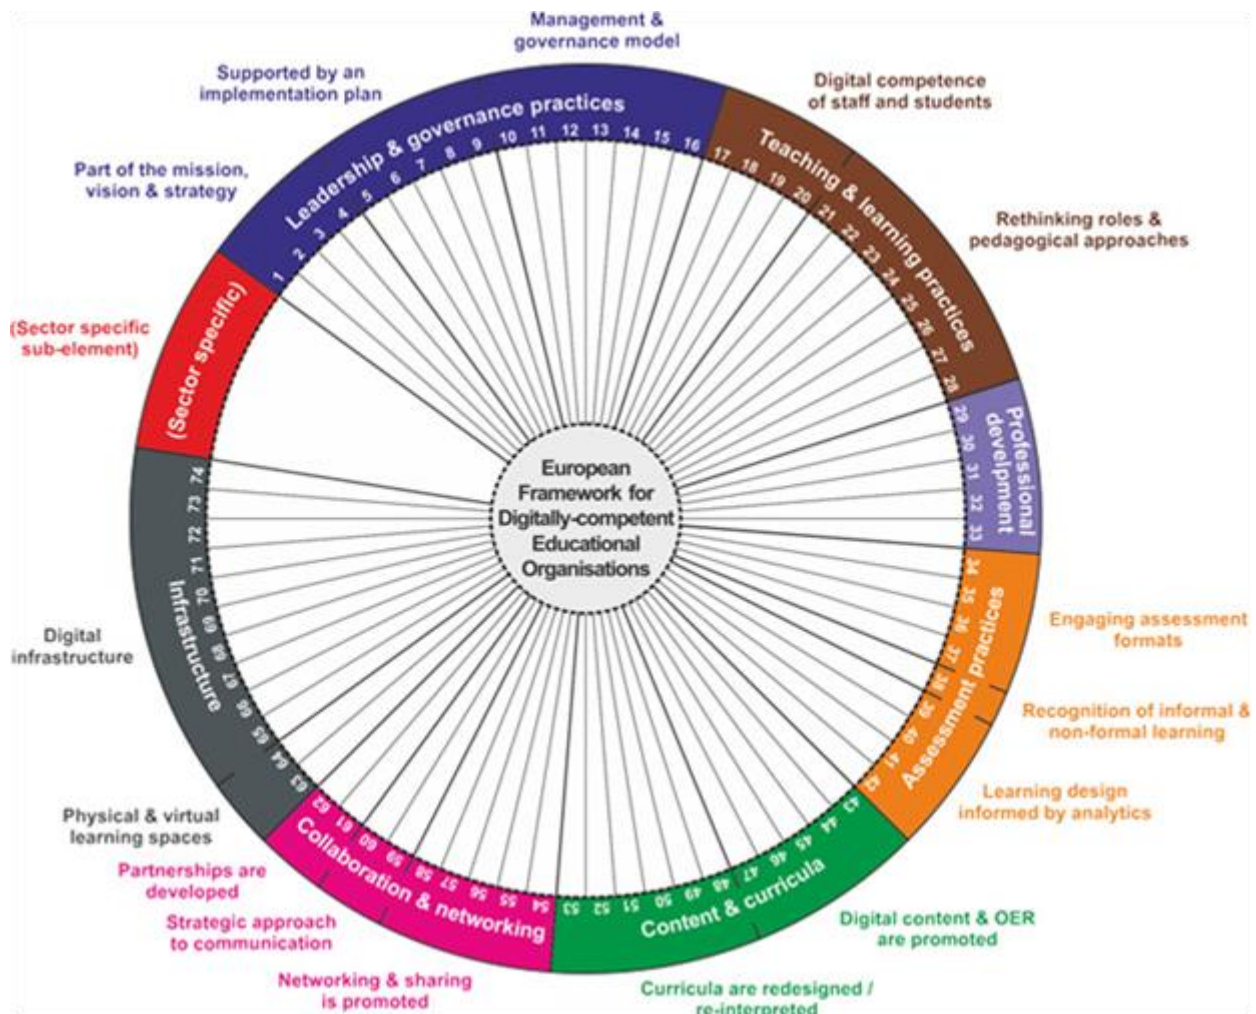 Management &
governance model
Supported by an
implementation plan
Part of the mission,
vision & strategy
Digital competence
of staff and students
Rethinking roles &
pedagogical approaches
(Sector specific
sub-element)
Leadership & governance practices
Teaching & learning practices
Professional
develpment
Assessment practices
Content & curricula
Collaboration & networking
Infrastructure
(Sector specific)
1 2 3 4 5 6 7 8 9 10 11 12 13 14 15 16
17 18 19 20 21 22 23 24 25 26 27 28
29 30 31 32 33
34 35 36 37 38 39 40 41 42
43 44 45 46 47 48 49 50 51 52 53
54 55 56 57 58 59 60 61 62
63 64 65 66 67 68 69 70 71 72 73 74
European
Framework for
Digitally-competent
Educational
Organisations
Engaging assessment
formats
Recognition of informal &
non-formal learning
Learning design
informed by analytics
Digital content & OER
are promoted
Curricula are redesigned /
re-interpreted
Networking & sharing
is promoted
Strategic approach
to communication
Partnerships are
developed
Physical & virtual
learning spaces
Digital
infrastructure